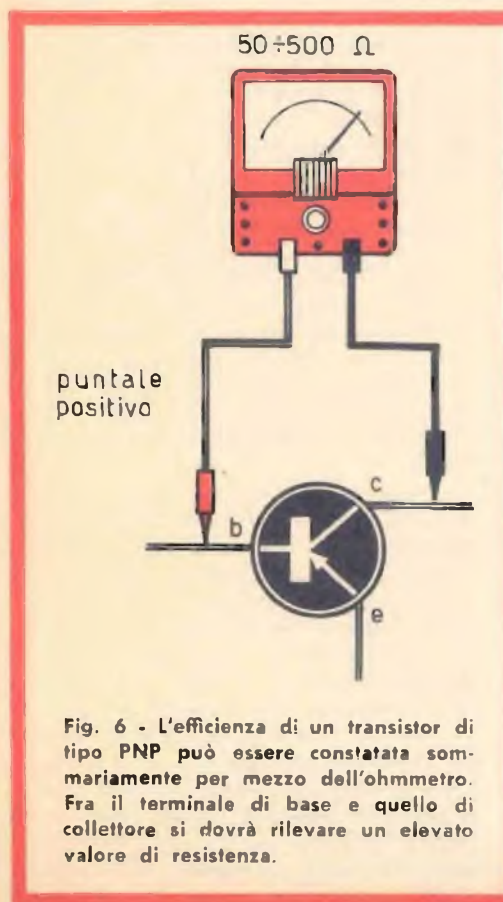 50÷500 Ω
puntale
positivo
b
c
e
Fig. 6 - L'efficienza di un transistor di
tipo PNP può essere constatata som-
mariamente per mezzo dell'ohmmetro.
Fra il terminale di base e quello di
collettore si dovrà rilevare un elevato
valore di resistenza.